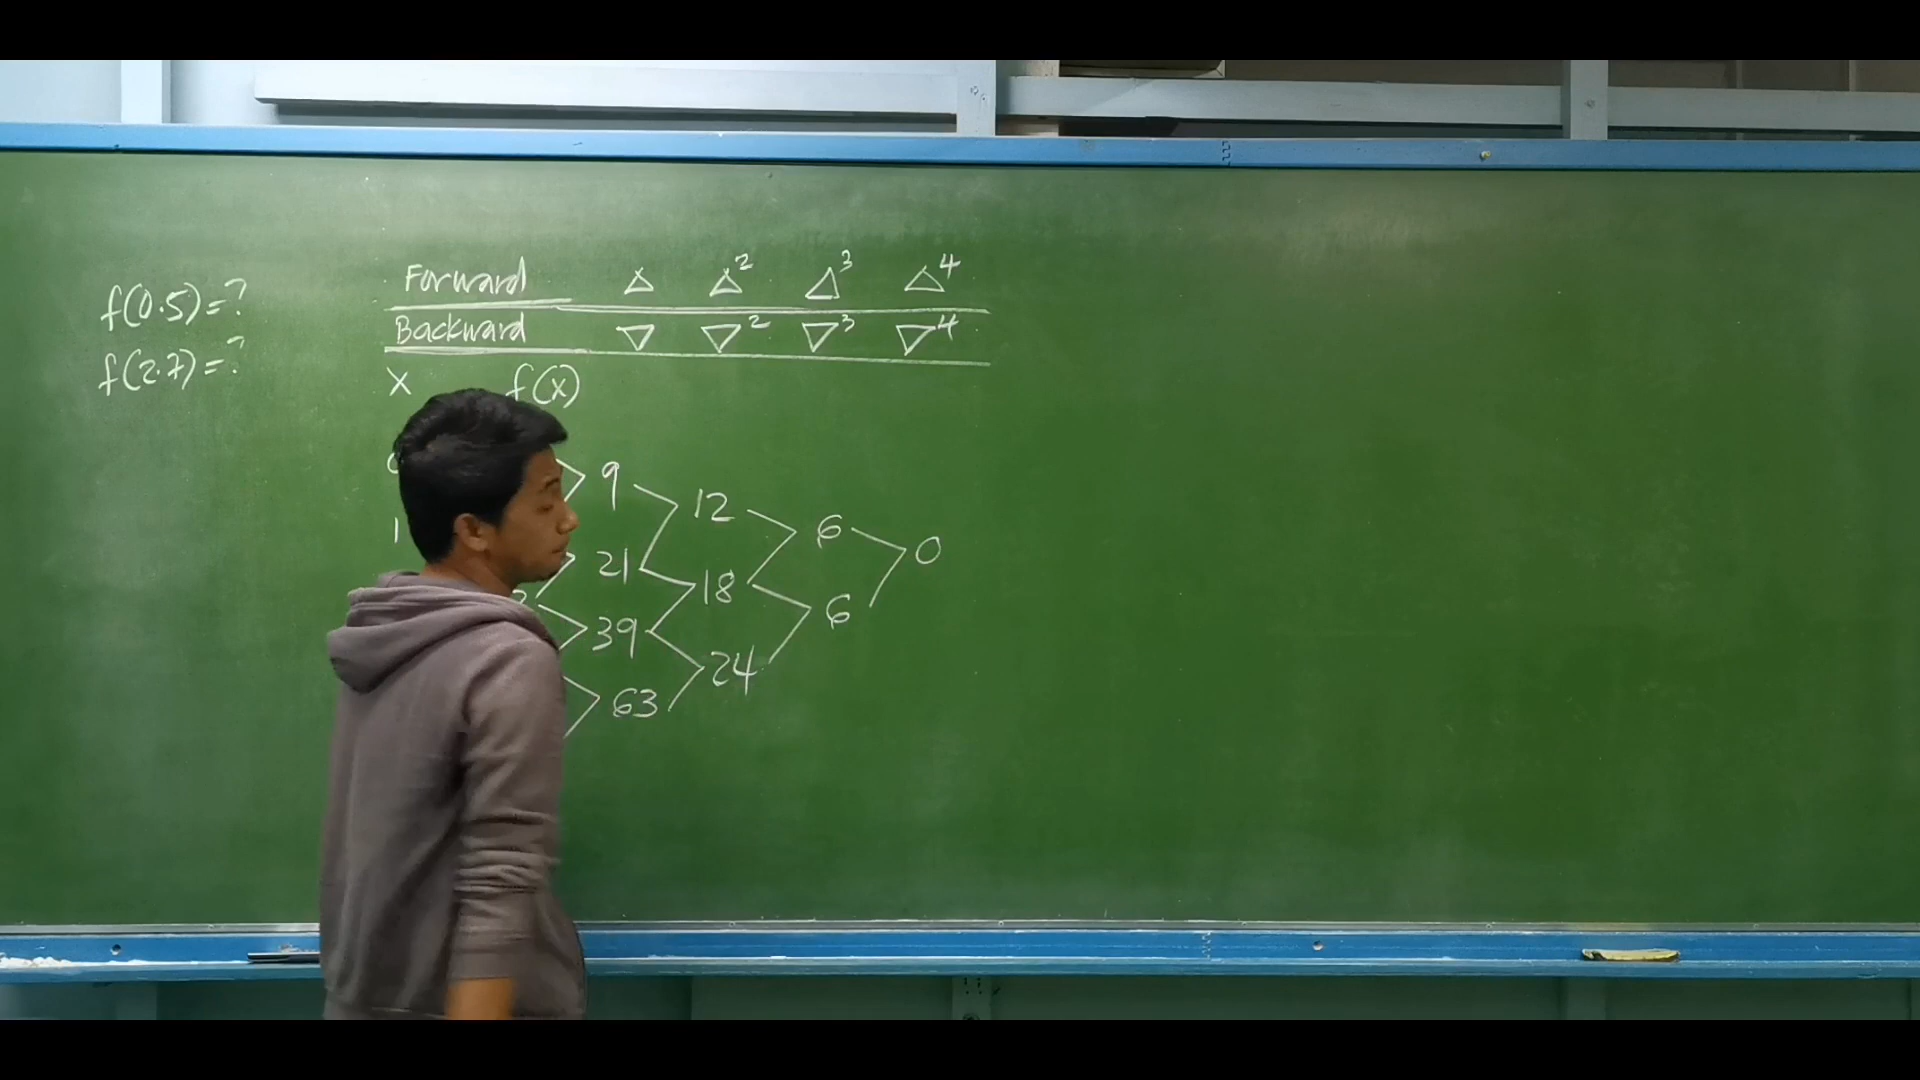 f(0.5)=?
f(2.7)=?
Forward △ △² △³ △⁴
Backward ▽ ▽² ▽³ ▽⁴
x f(x)
9
12
6
0
1
21
18
6
39
24
63